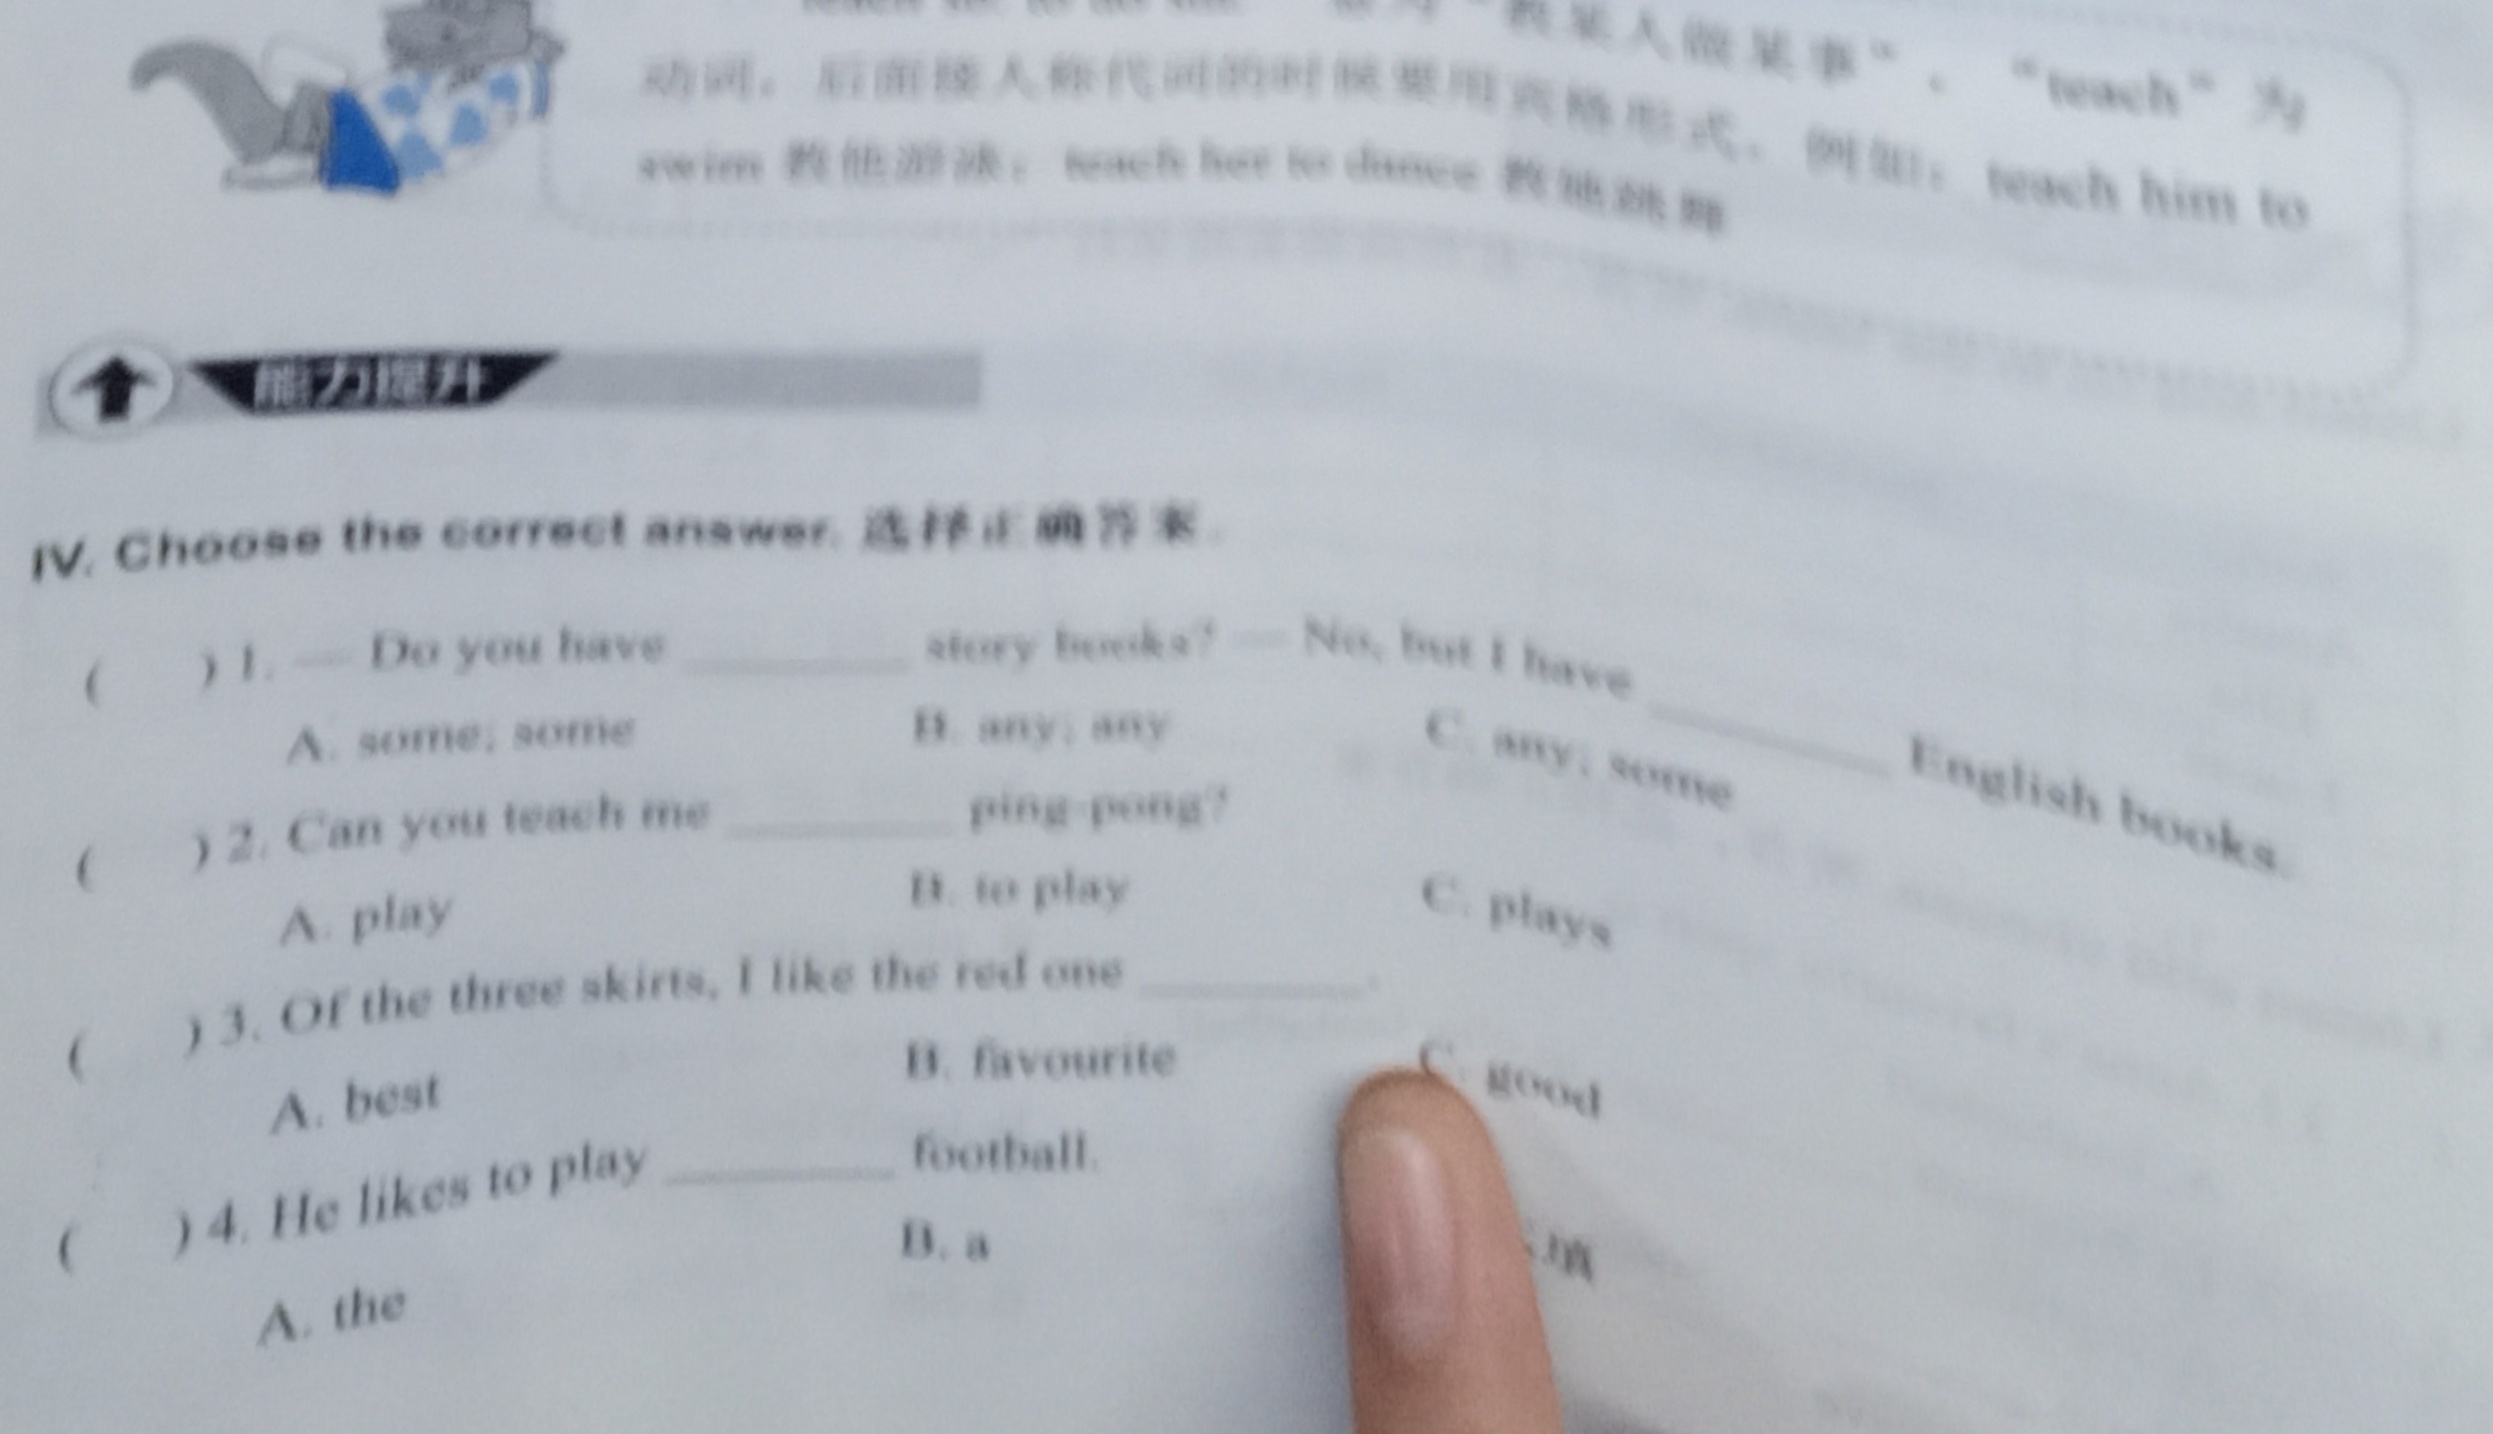 "教某人做某事"，"teach"为
动词，后面接人称代词的时候要用宾格形式。例如：teach him to
swim 教他游泳；teach her to dance 教她跳舞
能力提升
IV. Choose the correct answer. 选择正确答案.
( ) 1. — Do you have ________ story books? — No, but I have ________ English books.
A. some; some B. any; any C. any; some
( ) 2. Can you teach me ________ ping-pong?
A. play B. to play C. plays
( ) 3. Of the three skirts, I like the red one ________.
A. best B. favourite C. good
( ) 4. He likes to play ________ football.
A. the B. a 填